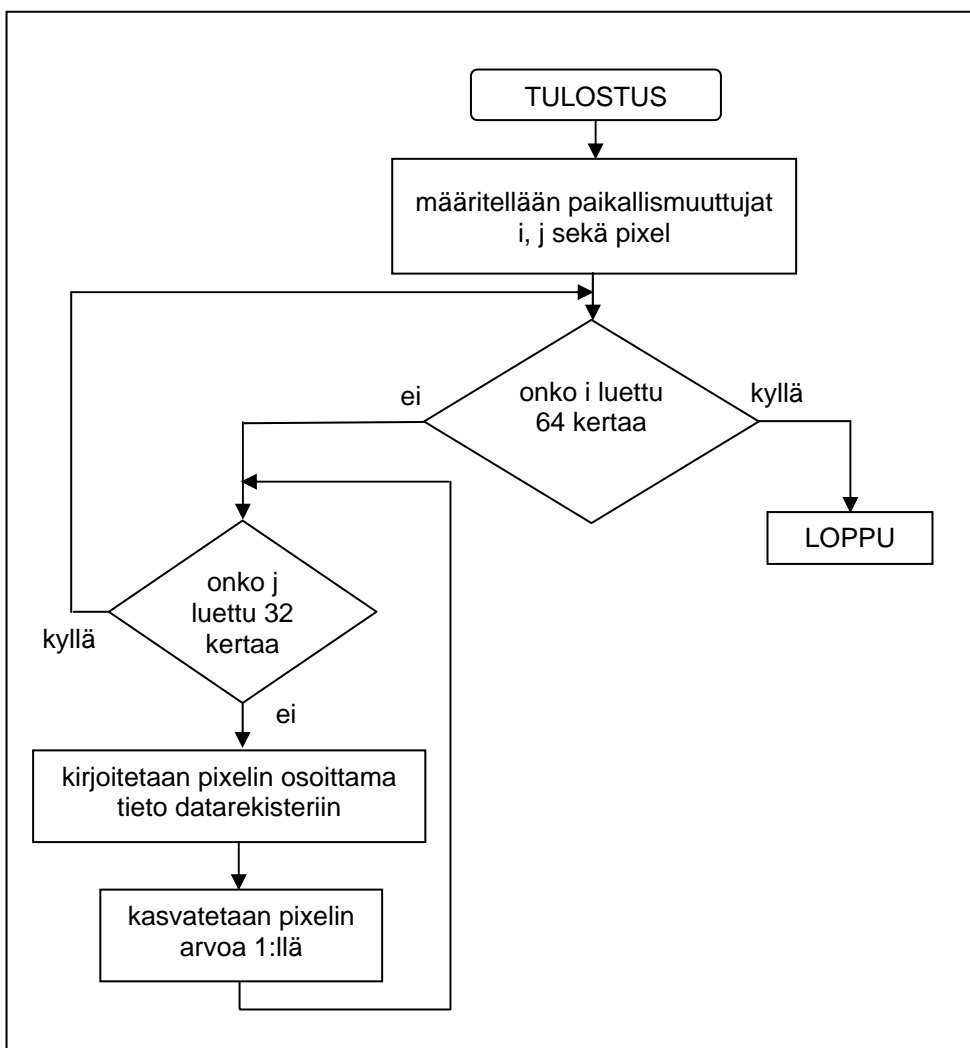 TULOSTUS
määritellään paikallismuuttujat
i, j sekä pixel
ei
onko i luettu
64 kertaa
kyllä
LOPPU
onko j
luettu 32
kertaa
kyllä
ei
kirjoitetaan pixelin osoittama
tieto datarekisteriin
kasvatetaan pixelin
arvoa 1:llä